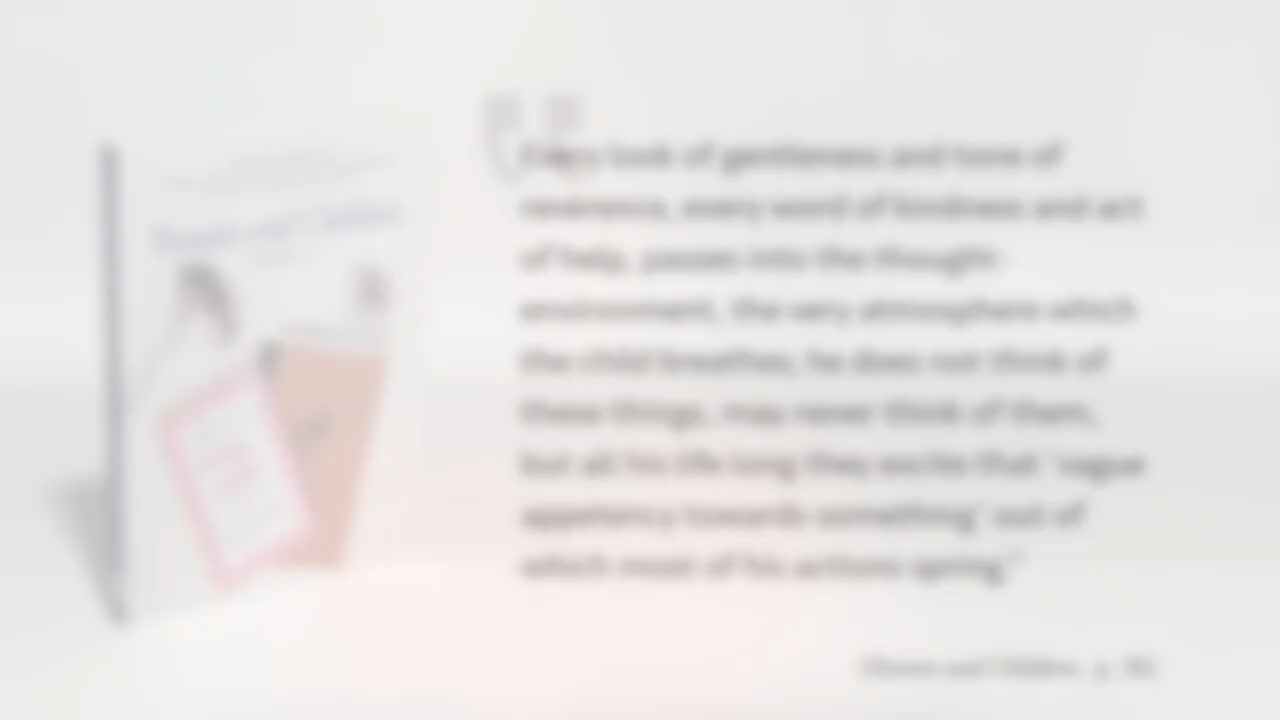 Every look of gentleness and tone of
reverence, every word of kindness and act
of help, passes into the thought-
environment, the very atmosphere which
the child breathes; he does not think of
these things, may never think of them,
but all his life long they excite that 'vague
appetency towards something' out of
which most of his actions spring."
Parents and Children